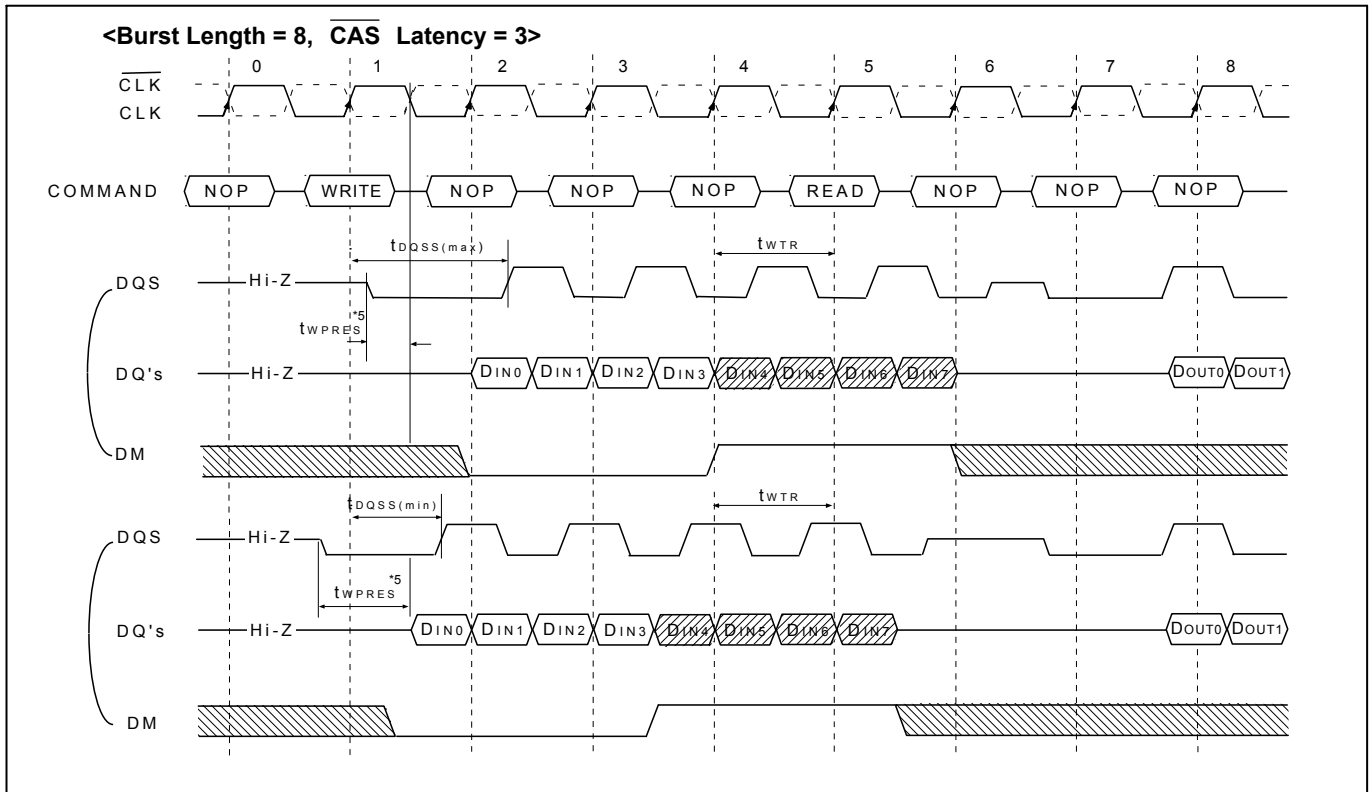 <Burst Length = 8, CAS Latency = 3>
0 1 2 3 4 5 6 7 8
CLK
CLK
COMMAND NOP WRITE NOP NOP NOP READ NOP NOP NOP
tDQSS(max) tWTR
DQS Hi-Z
tWPRES*5
DQ's Hi-Z DIN0 DIN1 DIN2 DIN3 DIN4 DIN5 DIN6 DIN7 DOUT0 DOUT1
DM
tDQSS(min) tWTR
DQS Hi-Z
tWPRES*5
DQ's Hi-Z DIN0 DIN1 DIN2 DIN3 DIN4 DIN5 DIN6 DIN7 DOUT0 DOUT1
DM